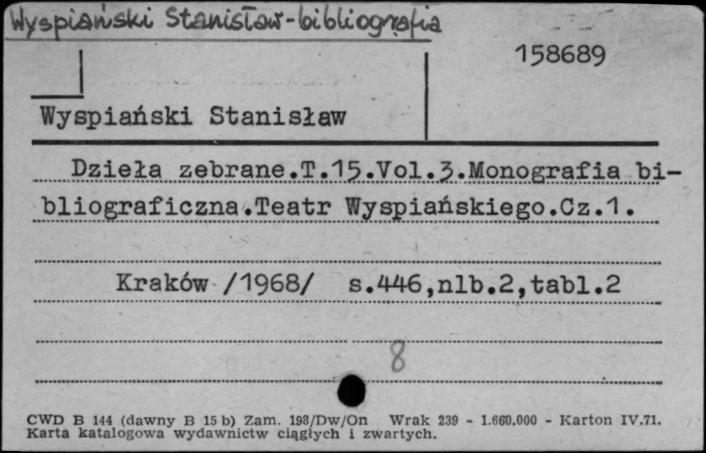 Wyspiański Stanisław-bibliografia
158689
Wyspiański Stanisław
Dzieła zebrane.T.15.Vol.3.Monografia bi-
bliograficzna.Teatr Wyspiańskiego.Cz.1.
Kraków /1968/ s.446,nlb.2,tabl.2
8
CWD B 144 (dawny B 15 b) Zam. 198/Dw/On Wrak 239 - 1.660.000 - Karton IV.71.
Karta katalogowa wydawnictw ciągłych i zwartych.